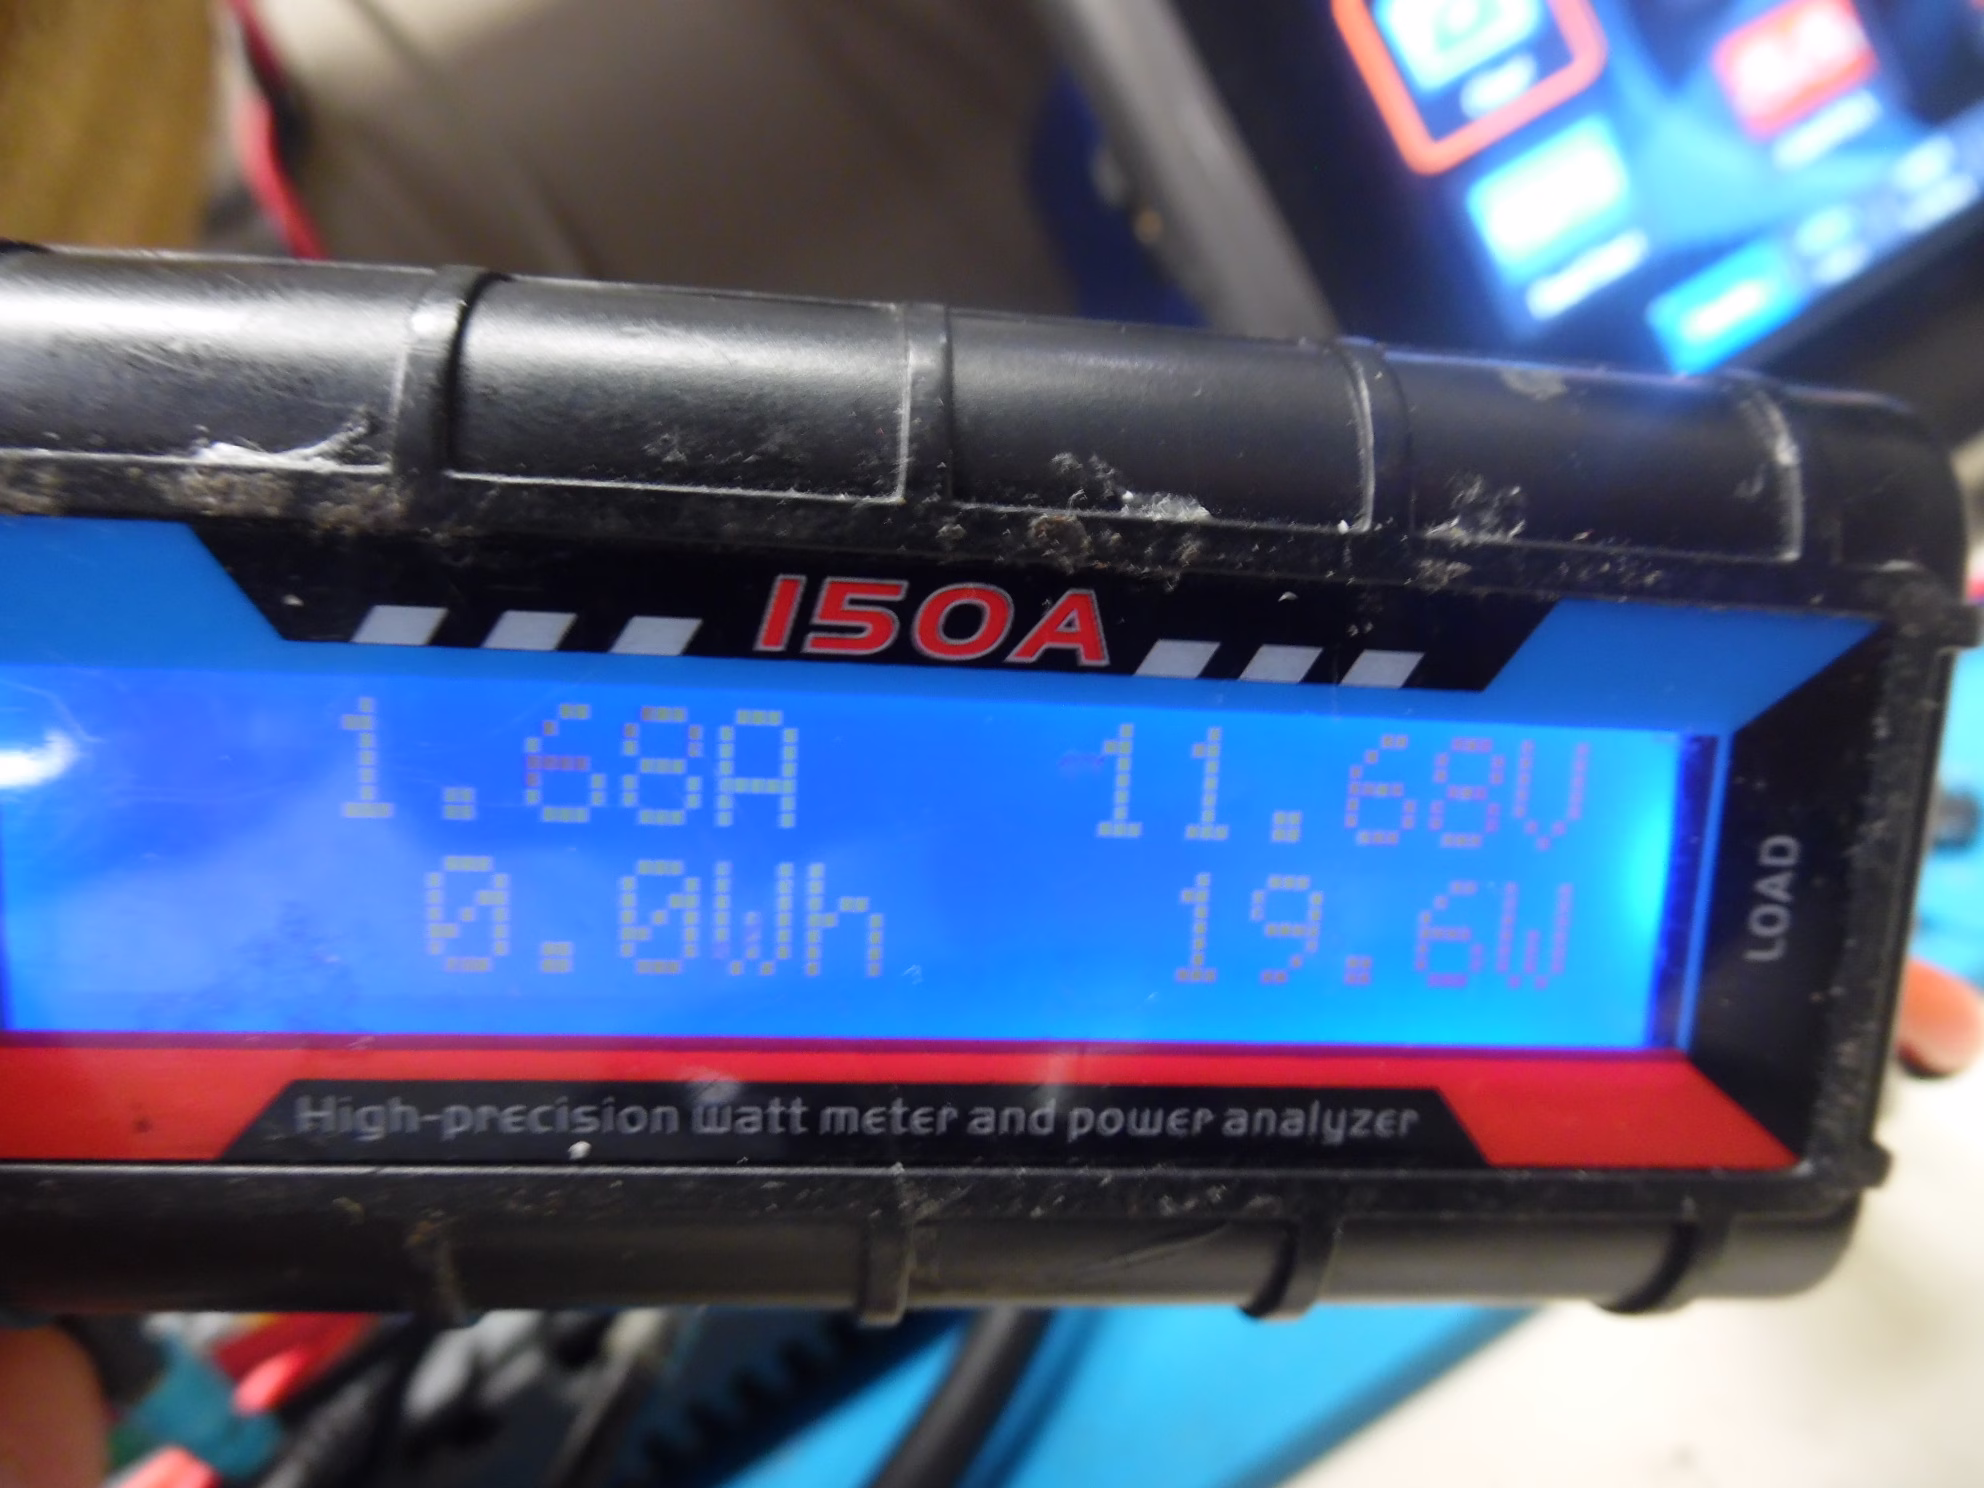 150A
1.68A 11.68V
0.0Wh 19.6W
LOAD
High-precision watt meter and power analyzer